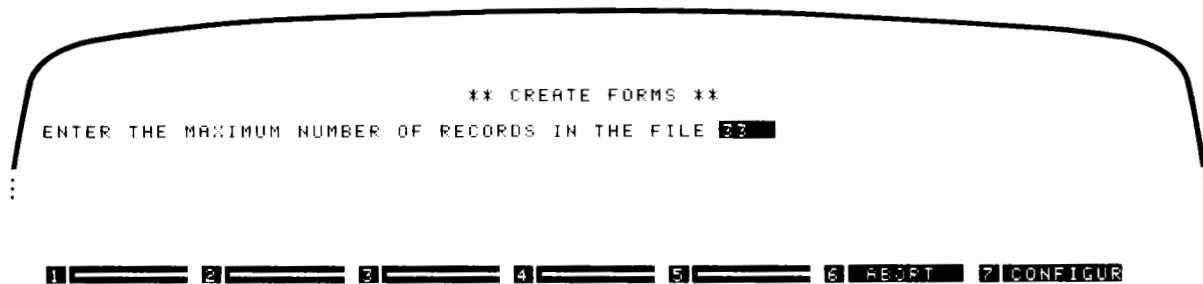 ** CREATE FORMS **
ENTER THE MAXIMUM NUMBER OF RECORDS IN THE FILE 33
1 2 3 4 5 6 ABORT 7 CONFIGUR